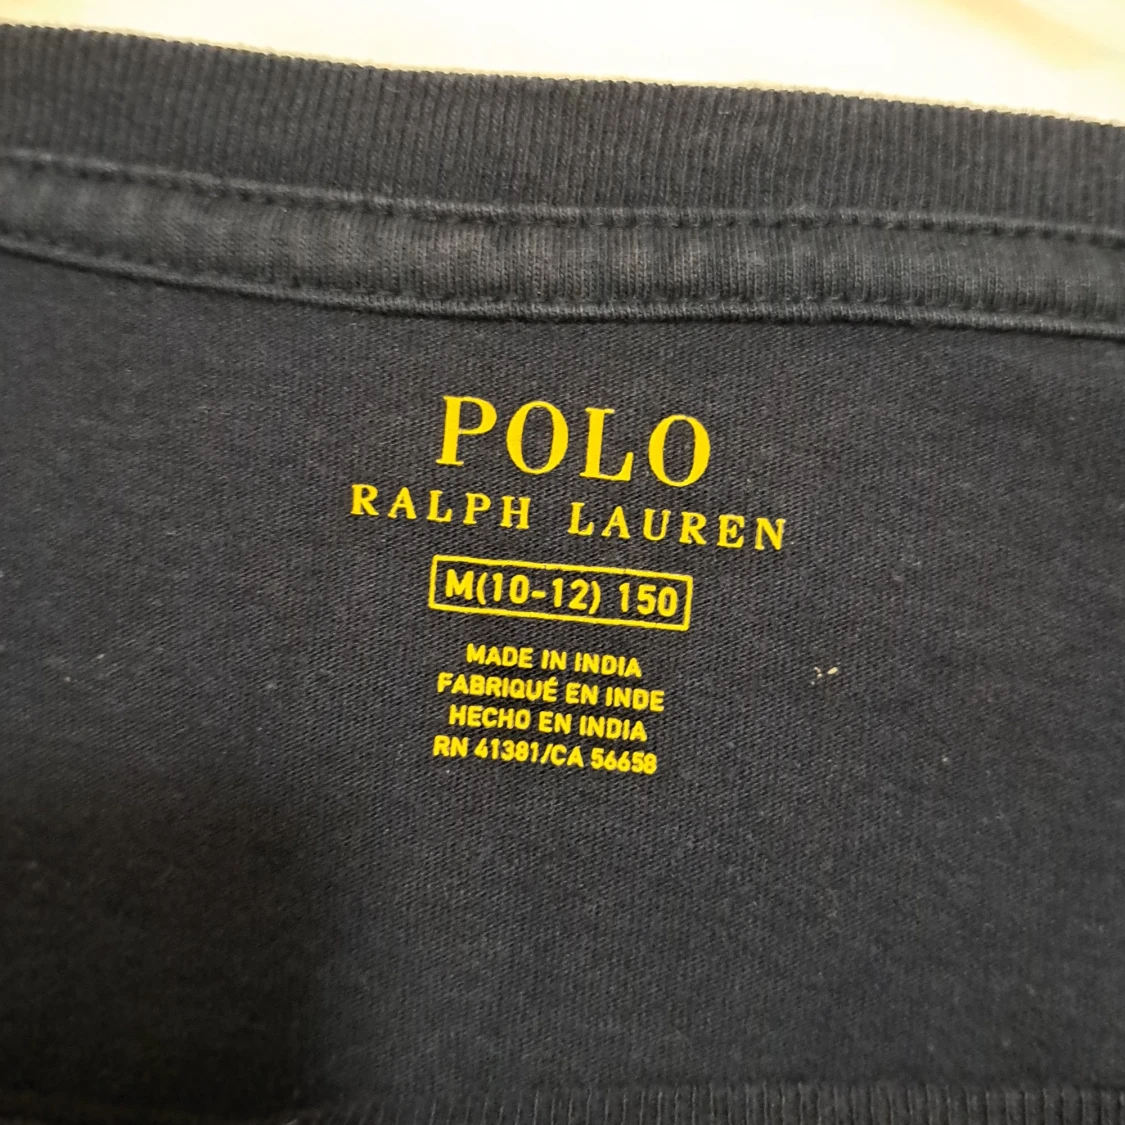 POLO
RALPH LAUREN
M(10-12) 150
MADE IN INDIA
FABRIQUÉ EN INDE
HECHO EN INDIA
RN 41381/CA 56658